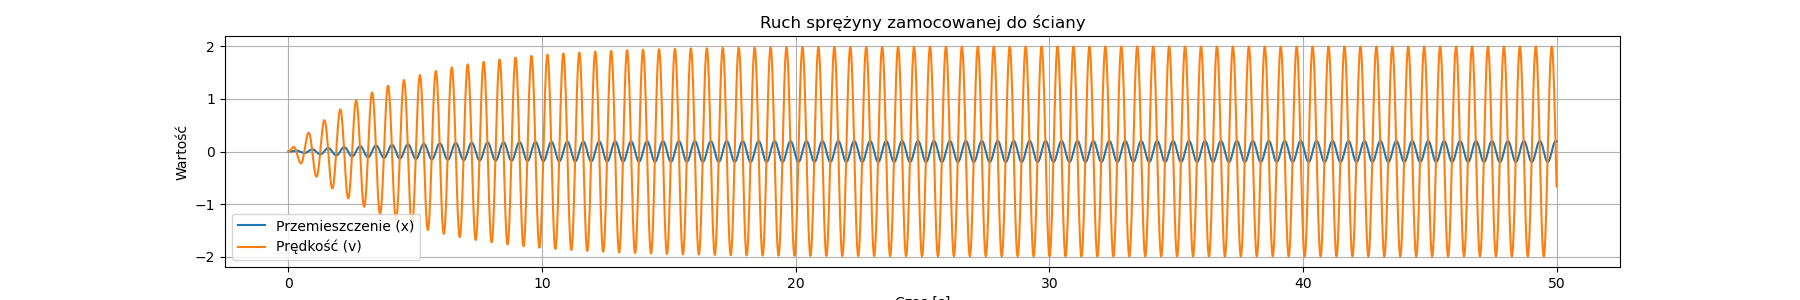 Ruch sprężyny zamocowanej do ściany
Wartość
2
1
0
−1
−2
Przemieszczenie (x)
Prędkość (v)
0
10
20
30
40
50
Czas [s]